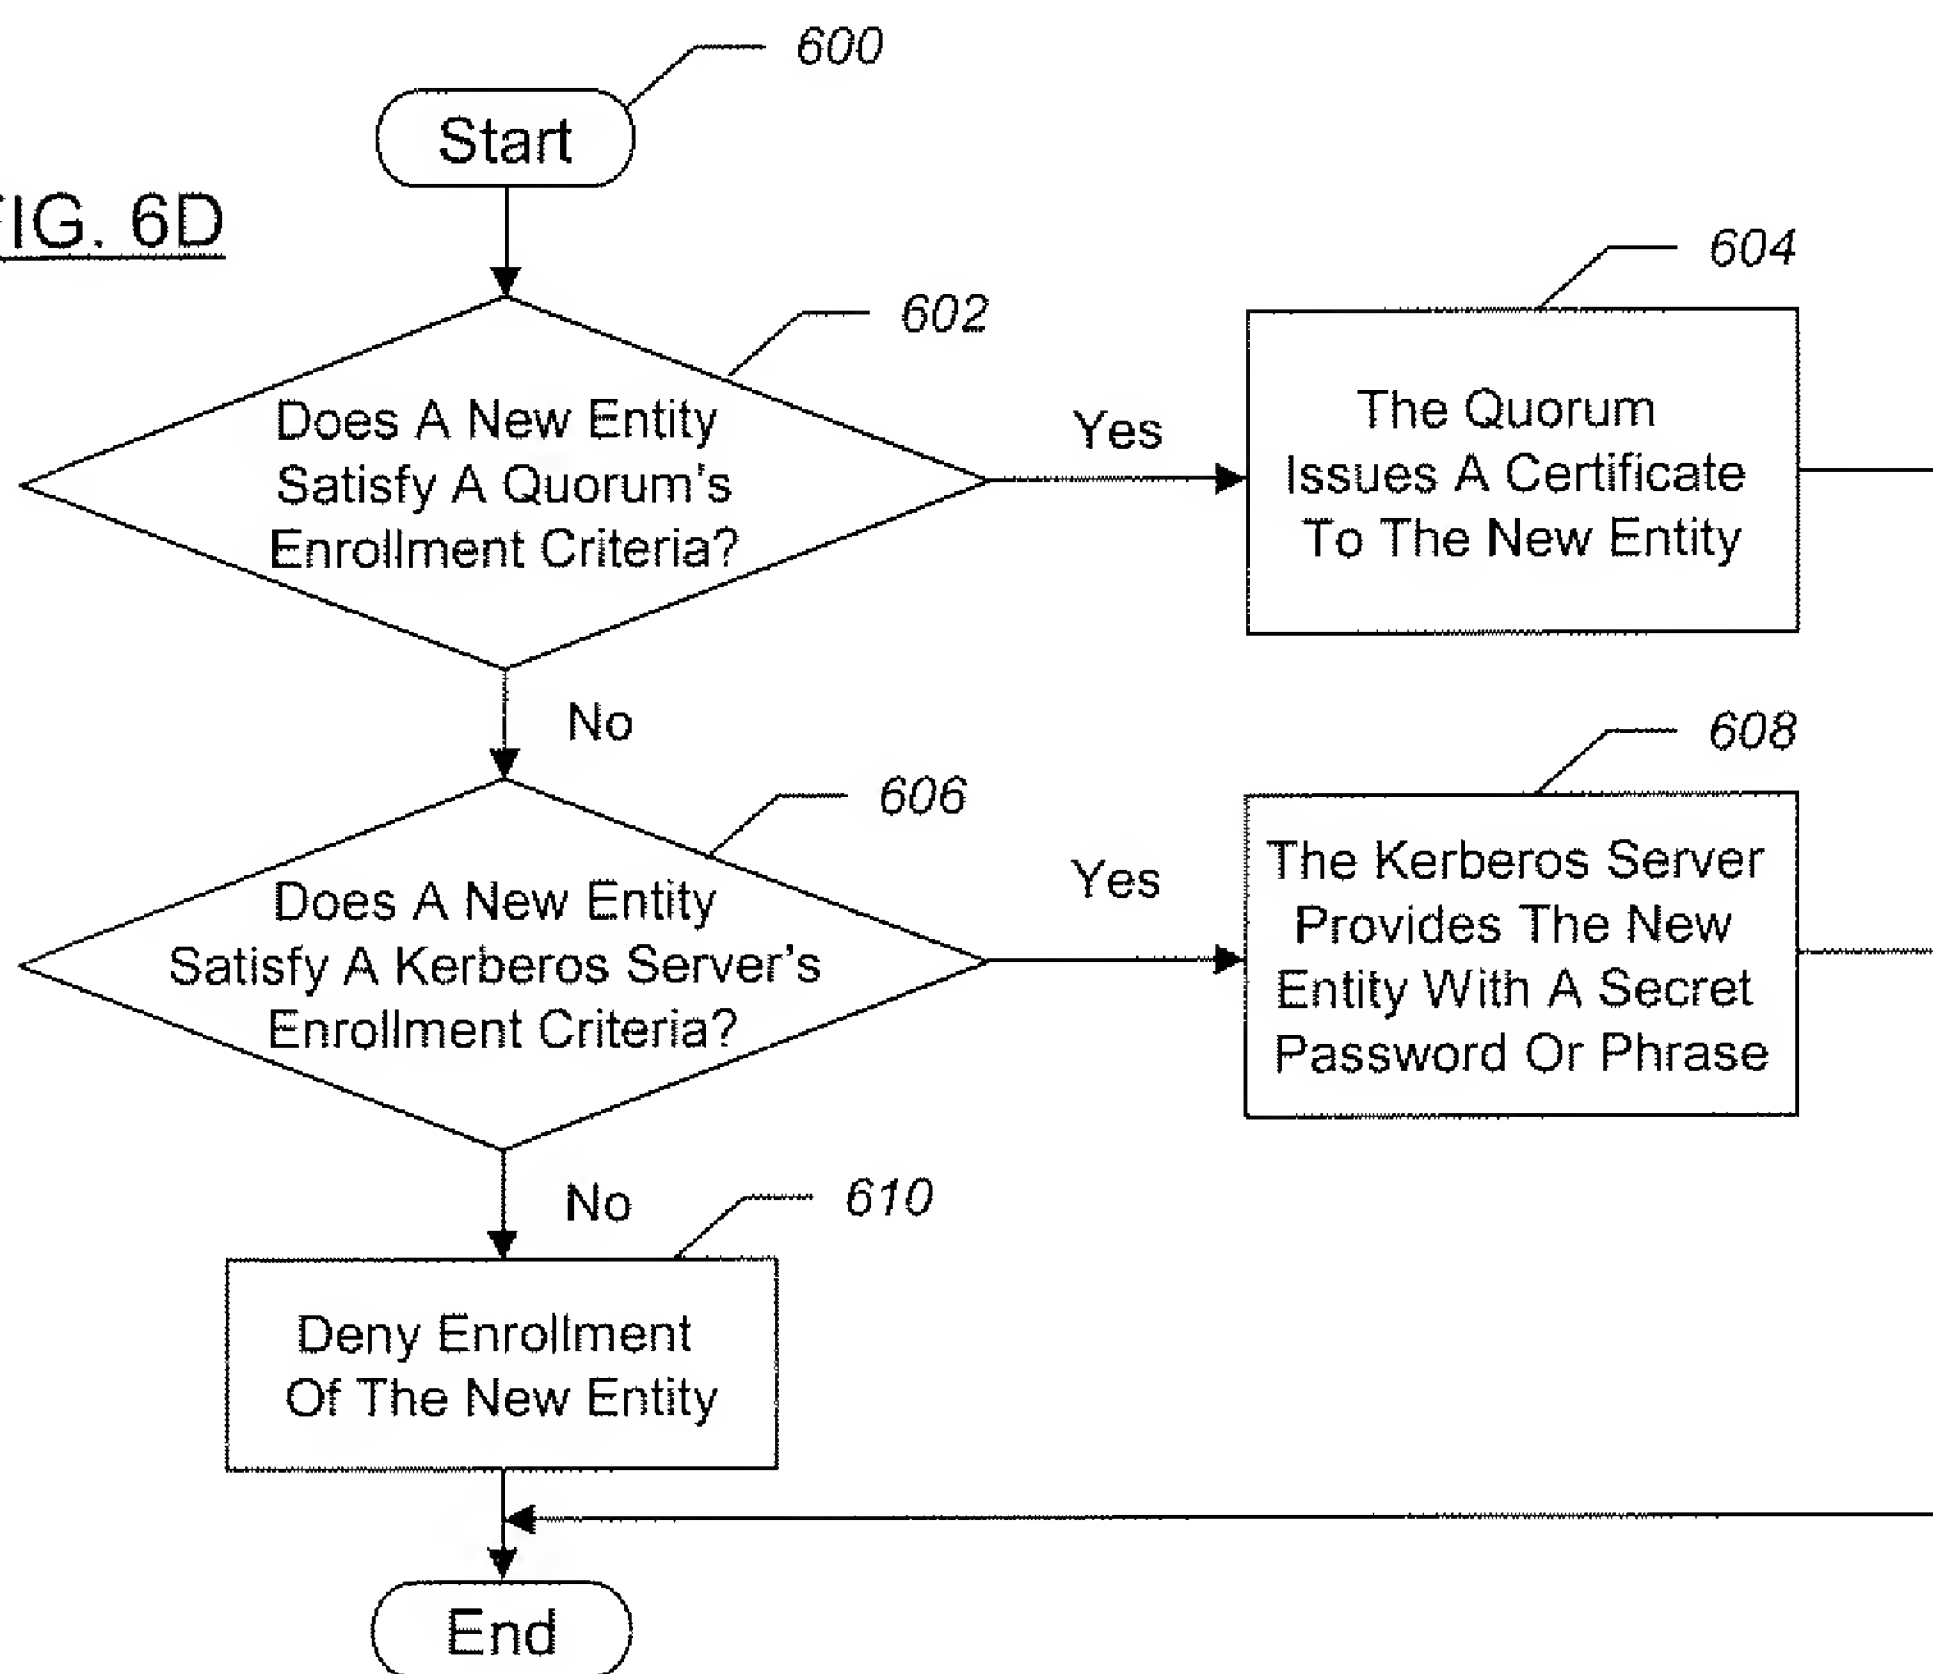 600
Start
FIG. 6D
602
604
Does A New Entity
Satisfy A Quorum's
Enrollment Criteria?
Yes
The Quorum
Issues A Certificate
To The New Entity
No
606
608
Does A New Entity
Satisfy A Kerberos Server's
Enrollment Criteria?
Yes
The Kerberos Server
Provides The New
Entity With A Secret
Password Or Phrase
No
610
Deny Enrollment
Of The New Entity
End